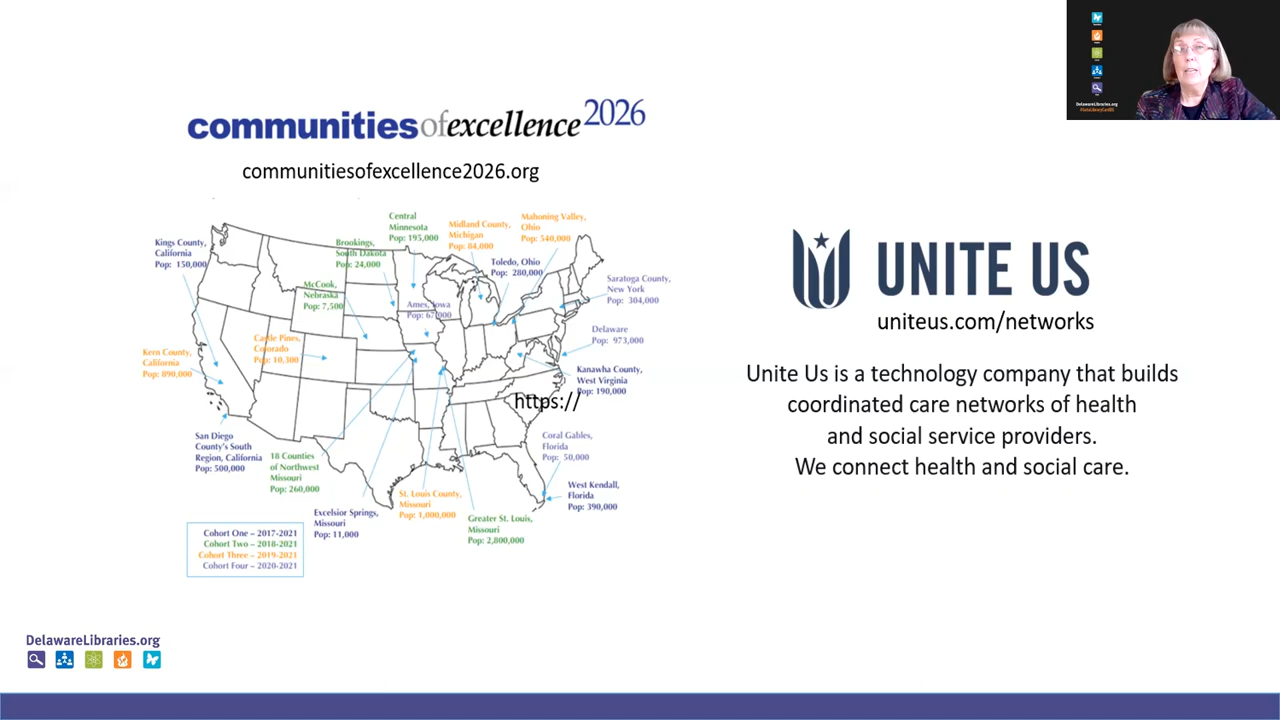 communitiesofexcellence2026
communitiesofexcellence2026.org
Central
Minnesota
Pop: 195,000
Midland County,
Michigan
Pop: 84,000
Mahoning Valley,
Ohio
Pop: 540,000
Kings County,
California
Pop: 150,000
Brookings,
South Dakota
Pop: 24,000
Toledo, Ohio
Pop: 280,000
Saratoga County,
New York
Pop: 304,000
McCook,
Nebraska
Pop: 7,500
Ames, Iowa
Pop: 67,000
Delaware
Pop: 973,000
Castle Pines,
Colorado
Pop: 10,300
Kern County,
California
Pop: 890,000
Kanawha County,
West Virginia
Pop: 190,000
https://
San Diego
County's South
Region, California
Pop: 500,000
18 Counties
of Northwest
Missouri
Pop: 260,000
Coral Gables,
Florida
Pop: 50,000
West Kendall,
Florida
Pop: 390,000
St. Louis County,
Missouri
Pop: 1,000,000
Excelsior Springs,
Missouri
Pop: 11,000
Greater St. Louis,
Missouri
Pop: 2,800,000
Cohort One – 2017-2021
Cohort Two – 2018-2021
Cohort Three – 2019-2021
Cohort Four – 2020-2021
UNITE US
uniteus.com/networks
Unite Us is a technology company that builds
coordinated care networks of health
and social service providers.
We connect health and social care.
DelawareLibraries.org
DelawareLibraries.org